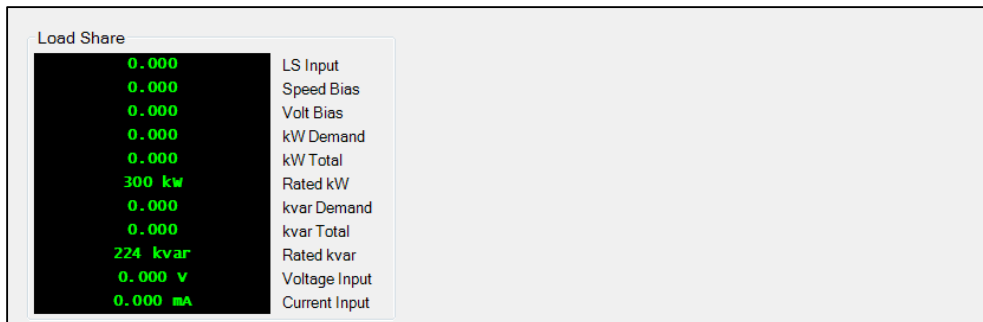 Load Share
0.000 LS Input
0.000 Speed Bias
0.000 Volt Bias
0.000 kW Demand
0.000 kW Total
300 kW Rated kW
0.000 kvar Demand
0.000 kvar Total
224 kvar Rated kvar
0.000 V Voltage Input
0.000 mA Current Input